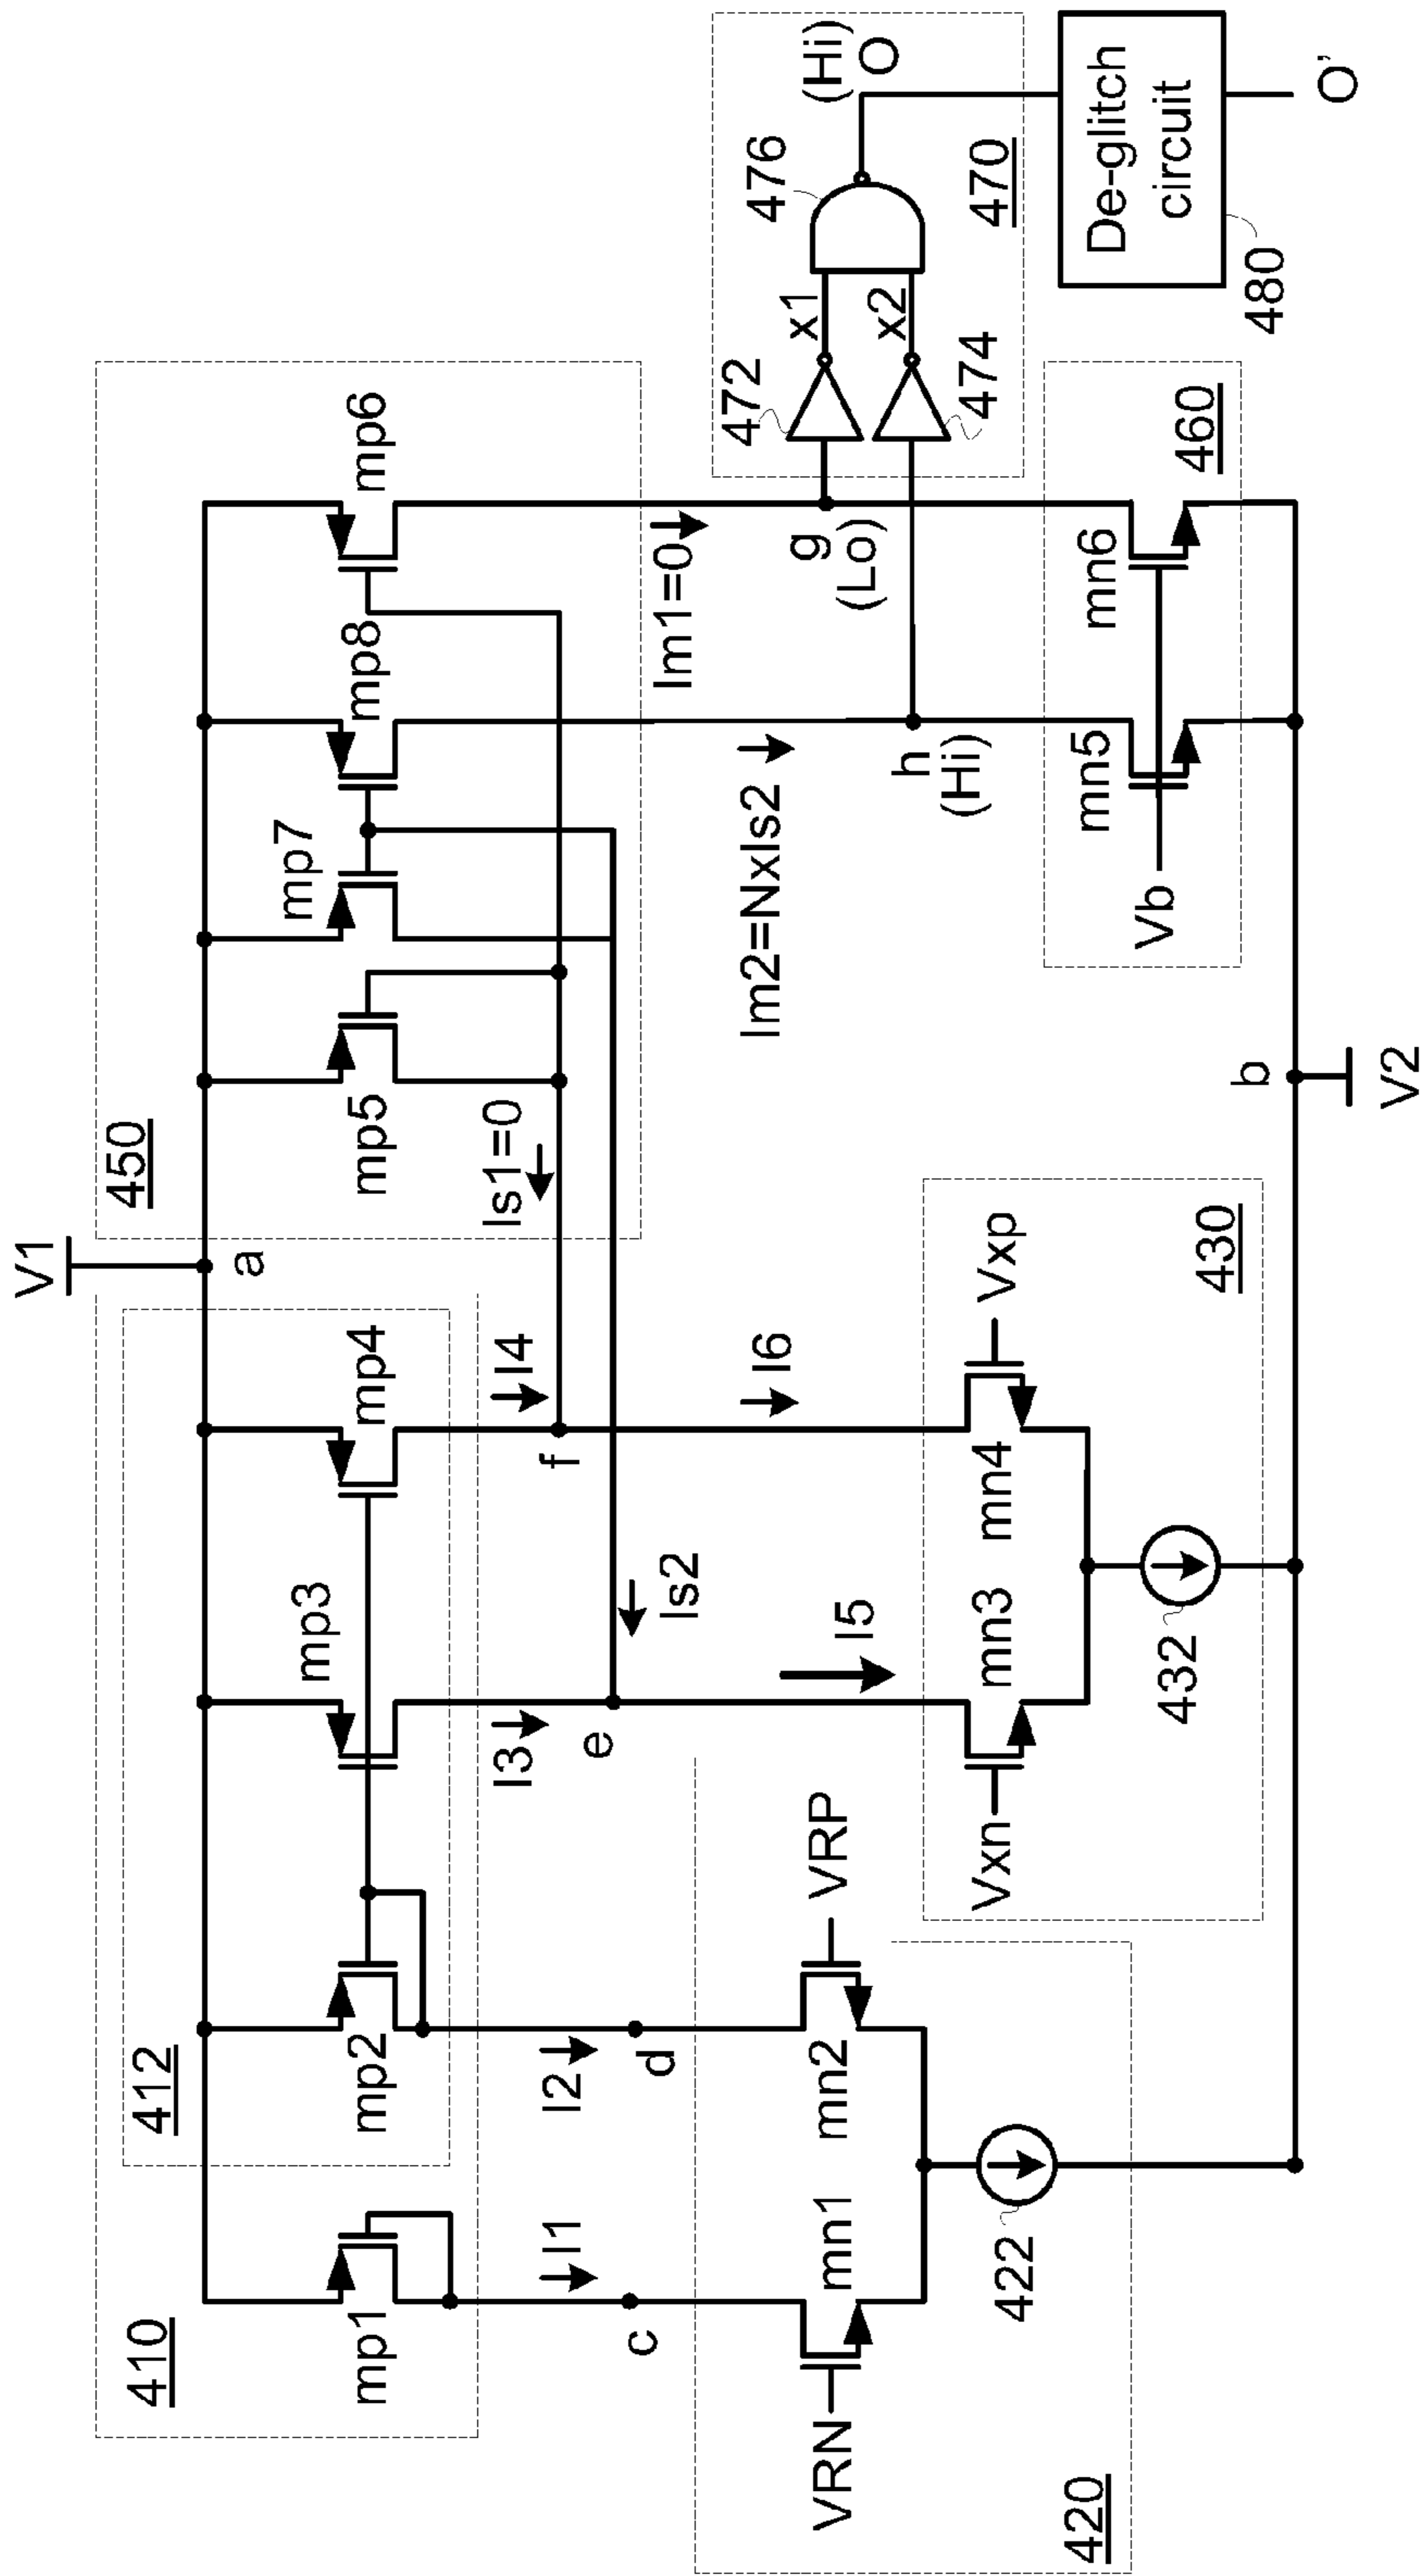 V1
a
410
412
450
mp1
mp2
mp3
mp4
mp5
mp7
mp8
mp6
I1
I2
I3
I4
Is1=0
Is2
c
d
e
f
I5
I6
Im2=NxIs2
Im1=0
g
(Lo)
h
(Hi)
472
474
x1
x2
476
470
(Hi)
O
De-glitch
circuit
480
O'
VRN
mn1
mn2
VRP
422
420
Vxn
mn3
mn4
Vxp
432
430
Vb
mn5
mn6
460
b
V2